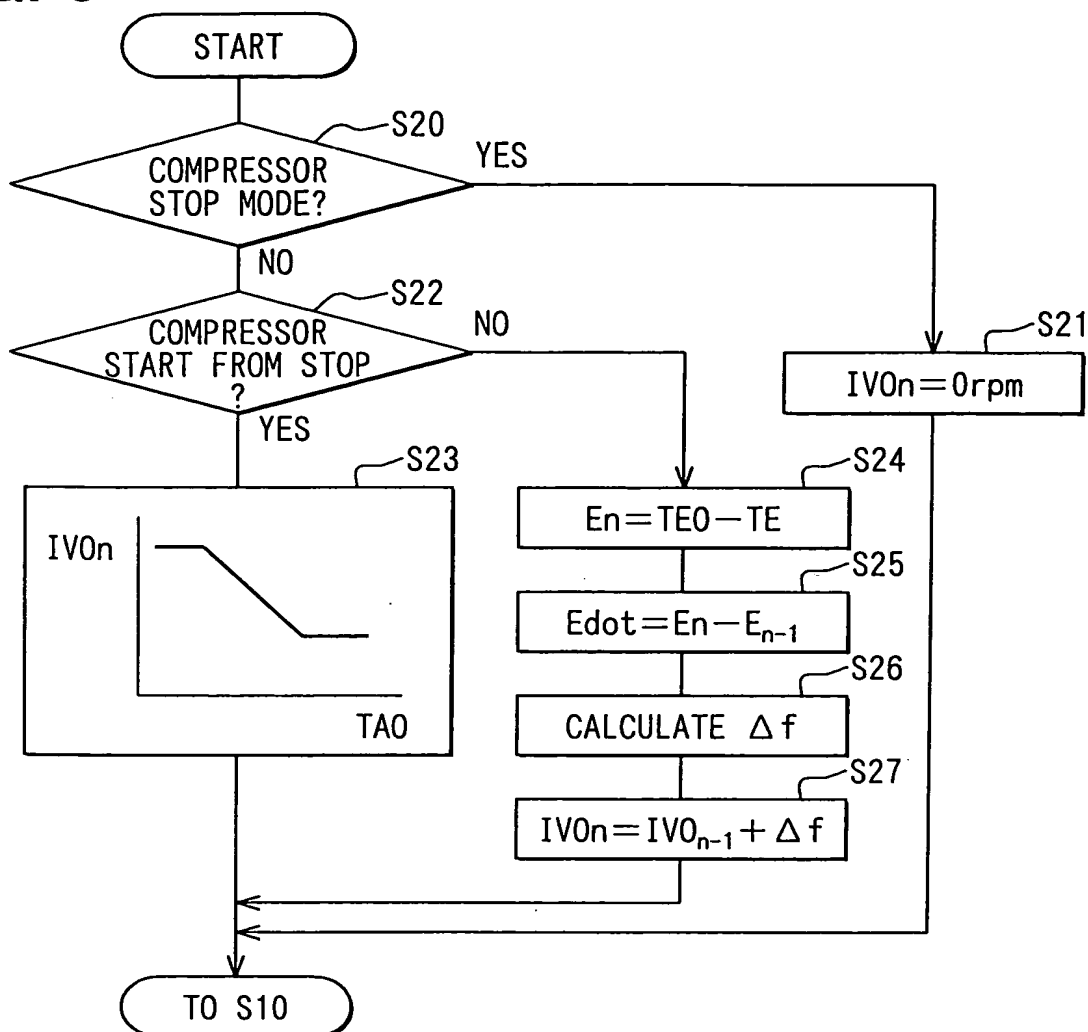 START
S20
COMPRESSOR
STOP MODE?
YES
NO
S22
COMPRESSOR
START FROM STOP
?
NO
YES
S21
IVOn=0rpm
S23
IVOn
TAO
S24
En=TEO-TE
S25
Edot=En-Eₙ₋₁
S26
CALCULATE Δf
S27
IVOn=IVOₙ₋₁+Δf
TO S10